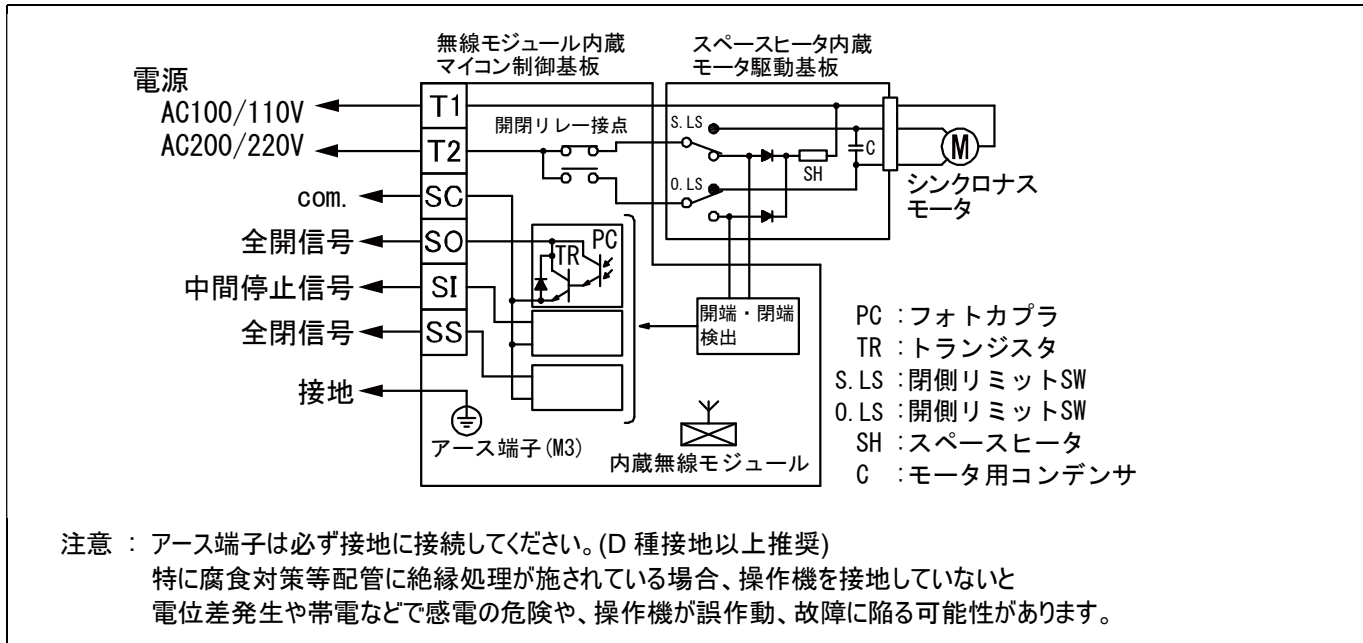 無線モジュール内蔵
マイコン制御基板
スペースヒータ内蔵
モータ駆動基板
電源
AC100/110V
AC200/220V
com.
全開信号
中間停止信号
全閉信号
接地
T1
T2
SC
SO
SI
SS
アース端子(M3)
開閉リレー接点
S.LS
O.LS
SH
C
M
シンクロナス
モータ
PC
TR
開端・閉端
検出
内蔵無線モジュール
PC :フォトカプラ
TR :トランジスタ
S.LS :閉側リミットSW
O.LS :開側リミットSW
SH :スペースヒータ
C :モータ用コンデンサ
注意 : アース端子は必ず接地に接続してください。(D 種接地以上推奨)
特に腐食対策等配管に絶縁処理が施されている場合、操作機を接地していないと
電位差発生や帯電などで感電の危険や、操作機が誤作動、故障に陥る可能性があります。